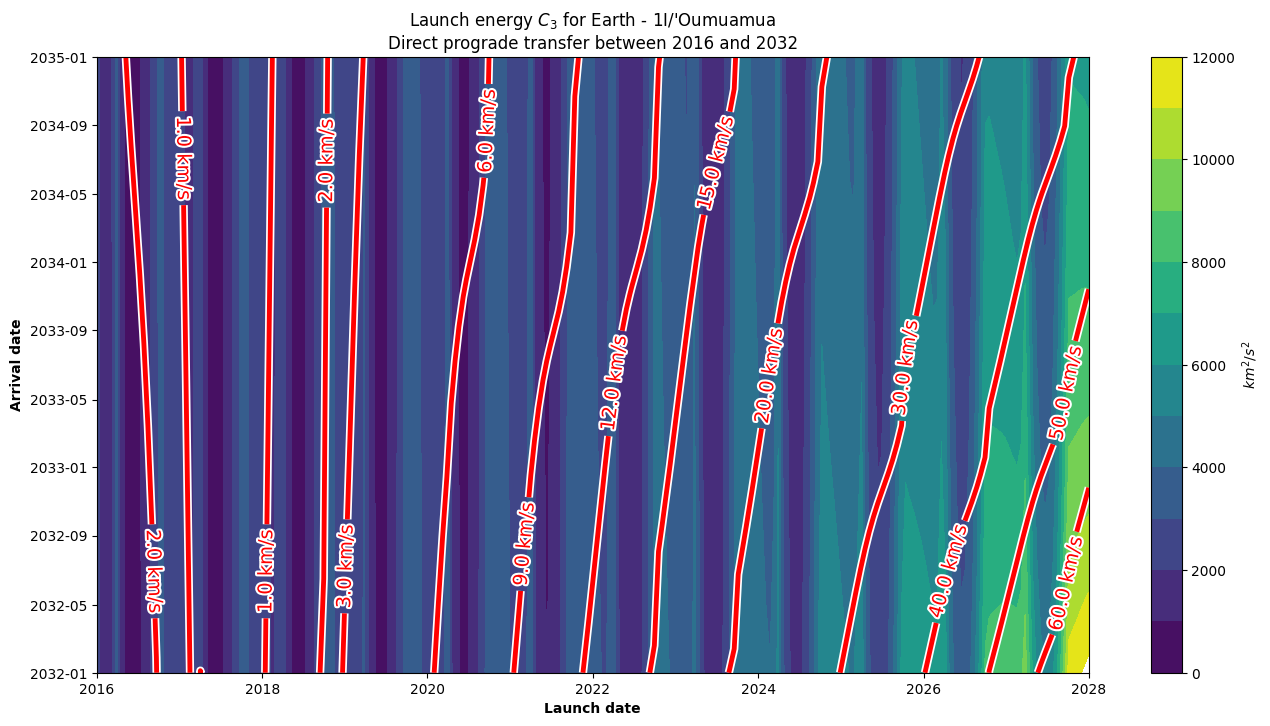 Launch energy C₃ for Earth - 1I/'Oumuamua
Direct prograde transfer between 2016 and 2032
2035-01
2034-09
2034-05
2034-01
2033-09
2033-05
2033-01
2032-09
2032-05
2032-01
Arrival date
2016
2018
2020
2022
2024
2026
2028
Launch date
1.0 km/s
2.0 km/s
6.0 km/s
15.0 km/s
12.0 km/s
20.0 km/s
30.0 km/s
50.0 km/s
2.0 km/s
1.0 km/s
3.0 km/s
9.0 km/s
40.0 km/s
60.0 km/s
12000
10000
8000
6000
4000
2000
0
km²/s²